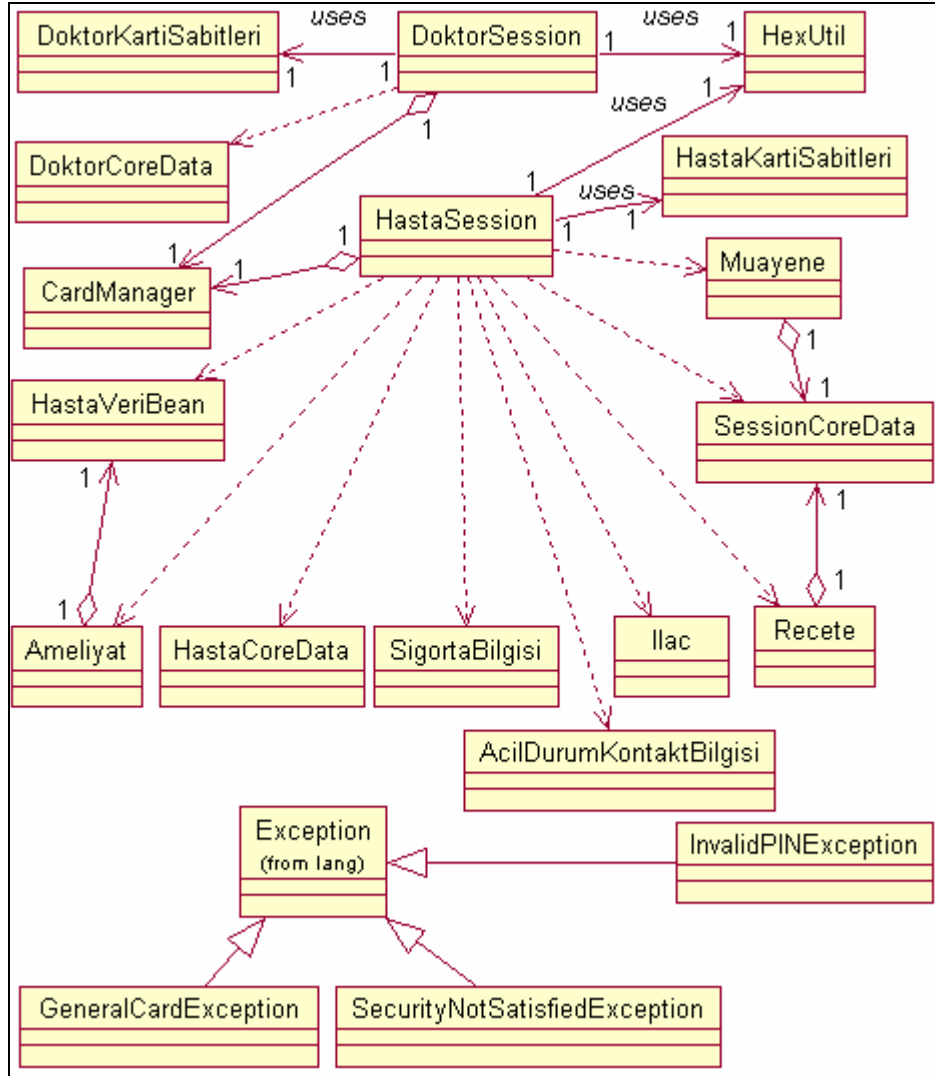 uses
uses
DoktorKartiSabitleri
DoktorSession
HexUtil
1
1
1
1
1
1
uses
DoktorCoreData
HastaKartiSabitleri
uses
1
1
1
HastaSession
1
1
1
1
Muayene
CardManager
1
HastaVeriBean
1
SessionCoreData
1
1
1
1
Ameliyat
HastaCoreData
SigortaBilgisi
Ilac
Recete
AcilDurumKontaktBilgisi
Exception
(from lang)
InvalidPINException
GeneralCardException
SecurityNotSatisfiedException